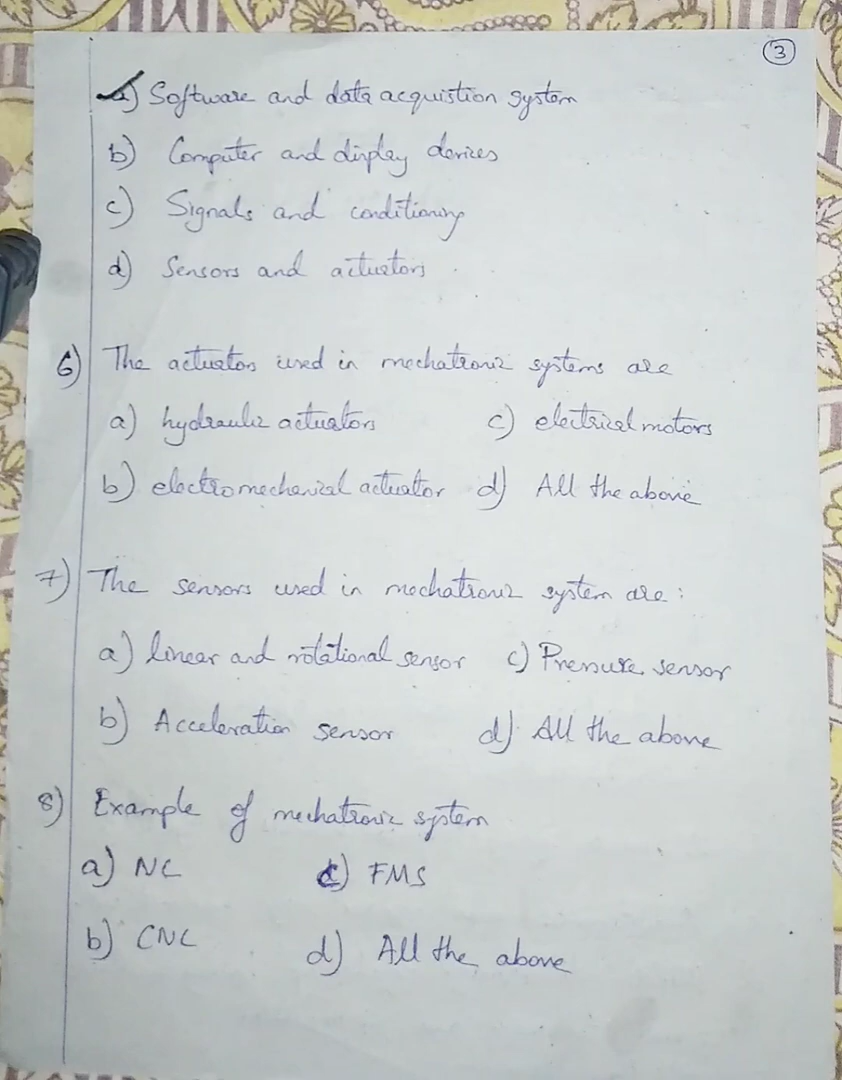 3
a) Software and data acquistion system
b) Computer and display devices
c) Signals and conditioning
d) Sensors and actuators
6) The actuators used in mechatronic systems are
a) hydraulic actuators c) electrical motors
b) electromechanical actuator d) All the above
7) The sensors used in mechatronic system are:
a) linear and rotational sensor c) Pressure sensor
b) Acceleration sensor d) All the above
8) Example of mechatronic system
a) NC c) FMS
b) CNC d) All the above